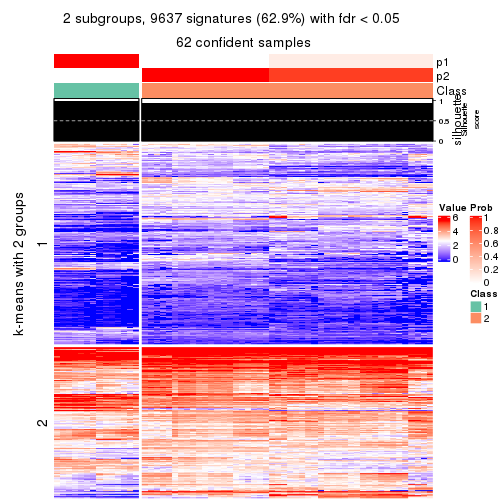 2 subgroups, 9637 signatures (62.9%) with fdr < 0.05
62 confident samples
p1
p2
Class
silhouette
Silhouette
score
1
0.5
0
k-means with 2 groups
1
2
Value
6
4
2
0
Prob
1
0.8
0.6
0.4
0.2
0
Class
1
2